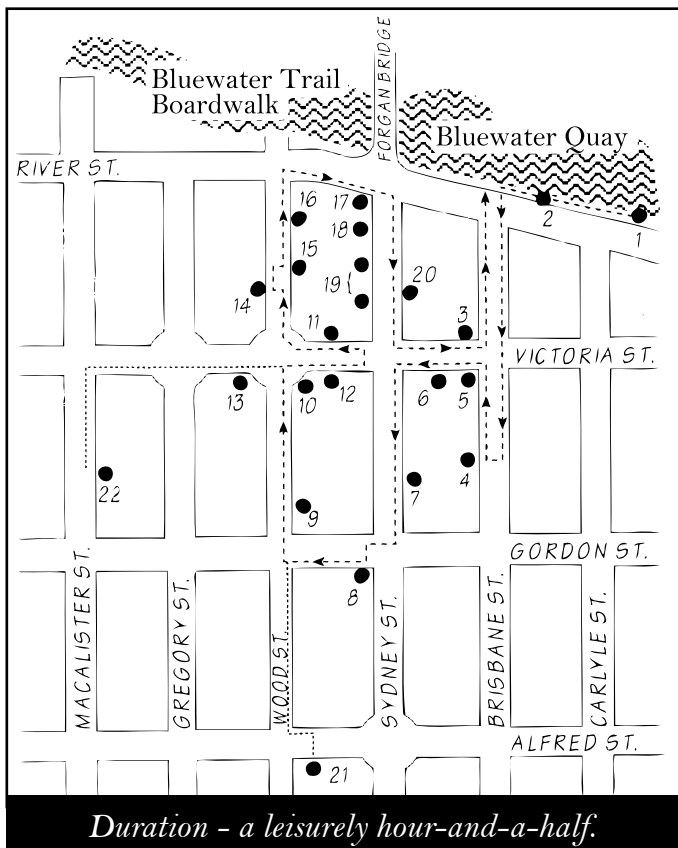 FORGAN BRIDGE
Bluewater Trail
Boardwalk
Bluewater Quay
RIVER ST.
16
17
2
1
18
15
14
19 {
20
11
3
VICTORIA ST.
13
10
12
6
5
22
9
7
4
GORDON ST.
8
MACALISTER ST.
GREGORY ST.
WOOD ST.
SYDNEY ST.
BRISBANE ST.
CARLYLE ST.
ALFRED ST.
21
Duration - a leisurely hour-and-a-half.